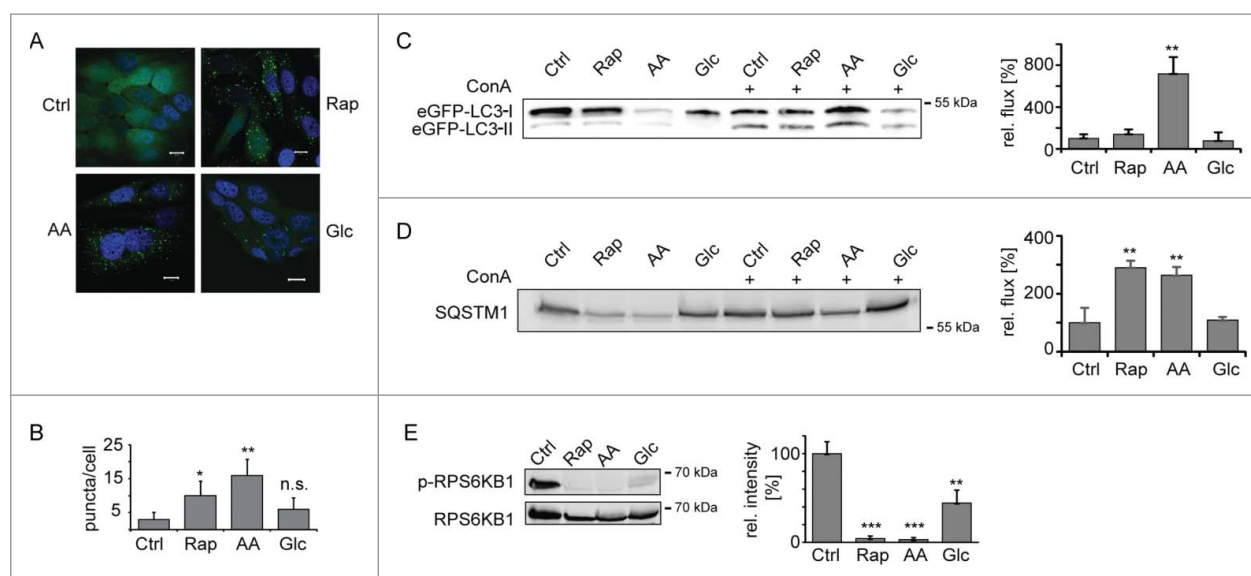 A
Ctrl
Rap
AA
Glc
B
puncta/cell
25
15
5
* ** n.s.
Ctrl Rap AA Glc
C
Ctrl Rap AA Glc Ctrl Rap AA Glc
ConA + + + +
eGFP-LC3-I
eGFP-LC3-II
55 kDa
rel. flux [%]
800
400
0
**
Ctrl Rap AA Glc
D
Ctrl Rap AA Glc Ctrl Rap AA Glc
ConA + + + +
SQSTM1
55 kDa
rel. flux [%]
400
200
0
** **
Ctrl Rap AA Glc
E
Ctrl Rap AA Glc
p-RPS6KB1
70 kDa
RPS6KB1
70 kDa
rel. intensity
[%]
100
0
*** *** **
Ctrl Rap AA Glc